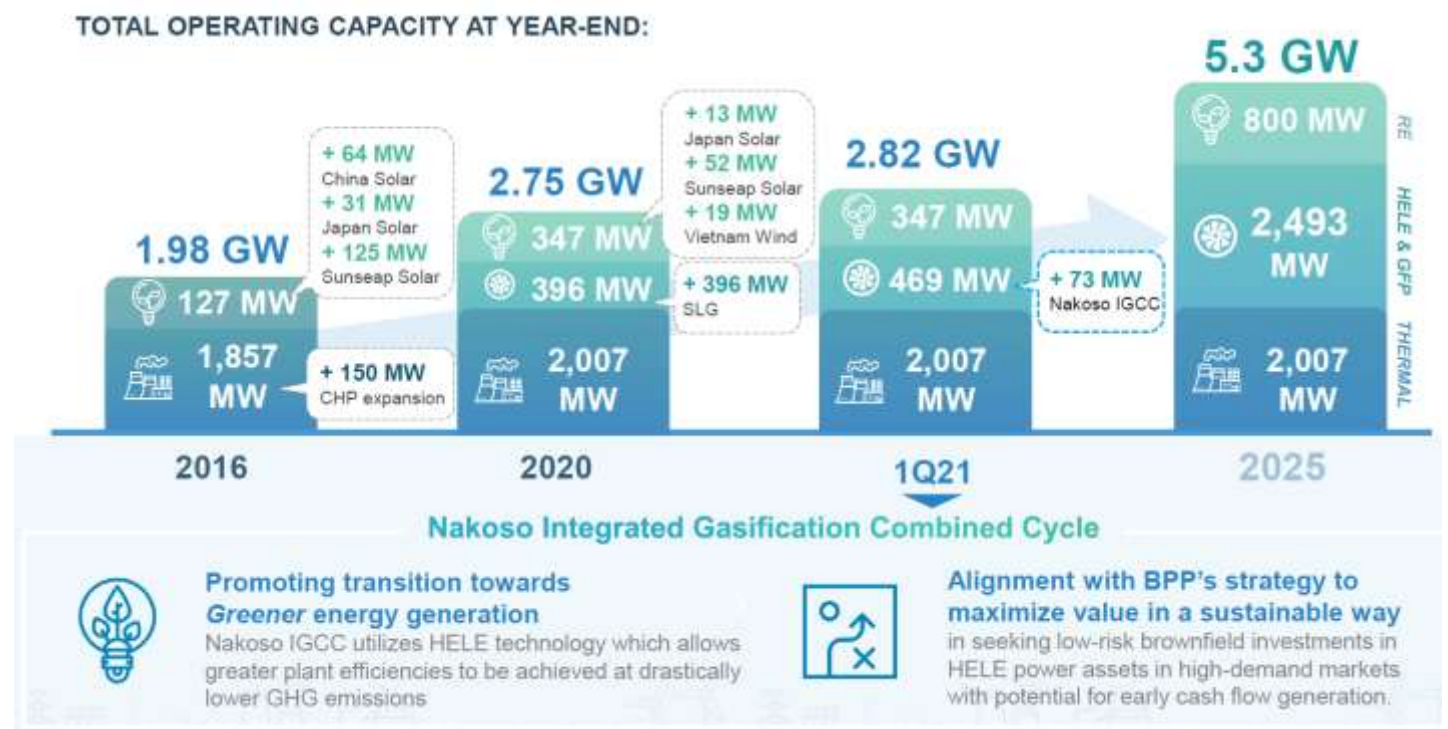 TOTAL OPERATING CAPACITY AT YEAR-END:
1.98 GW
127 MW
1,857
MW
2016
+ 64 MW
China Solar
+ 31 MW
Japan Solar
+ 125 MW
Sunseap Solar
+ 150 MW
CHP expansion
2.75 GW
347 MW
396 MW
2,007
MW
2020
+ 13 MW
Japan Solar
+ 52 MW
Sunseap Solar
+ 19 MW
Vietnam Wind
+ 396 MW
SLG
2.82 GW
347 MW
469 MW
2,007
MW
1Q21
+ 73 MW
Nakoso IGCC
5.3 GW
800 MW
2,493
MW
2,007
MW
2025
RE
HELE & GFP
THERMAL
Nakoso Integrated Gasification Combined Cycle
Promoting transition towards
Greener energy generation
Nakoso IGCC utilizes HELE technology which allows
greater plant efficiencies to be achieved at drastically
lower GHG emissions
Alignment with BPP's strategy to
maximize value in a sustainable way
in seeking low-risk brownfield investments in
HELE power assets in high-demand markets
with potential for early cash flow generation.